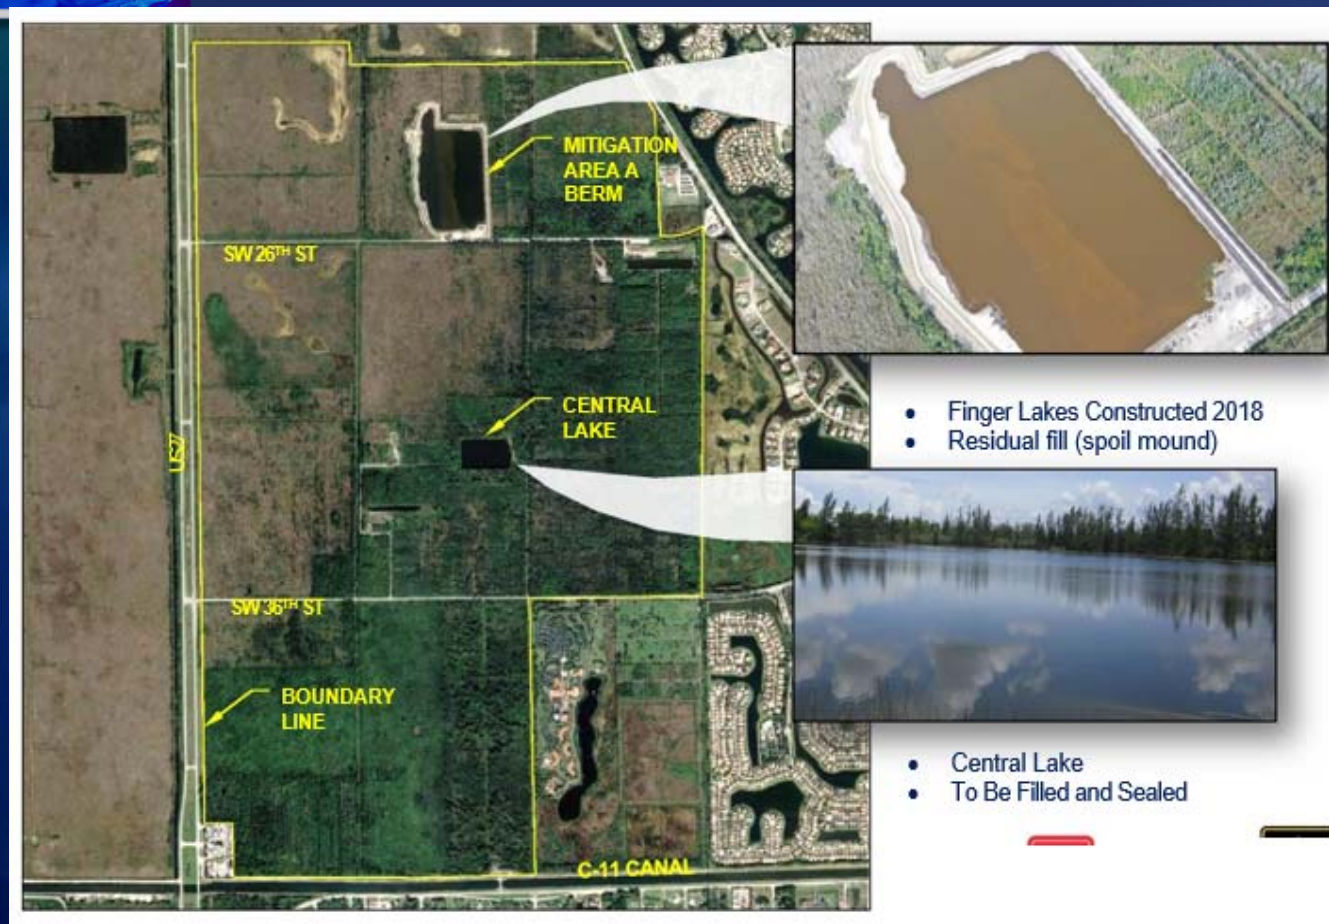 MITIGATION
AREA A
BERM
SW 26TH ST
CENTRAL
LAKE
US27
• Finger Lakes Constructed 2018
• Residual fill (spoil mound)
SW 36TH ST
BOUNDARY
LINE
• Central Lake
• To Be Filled and Sealed
C-11 CANAL